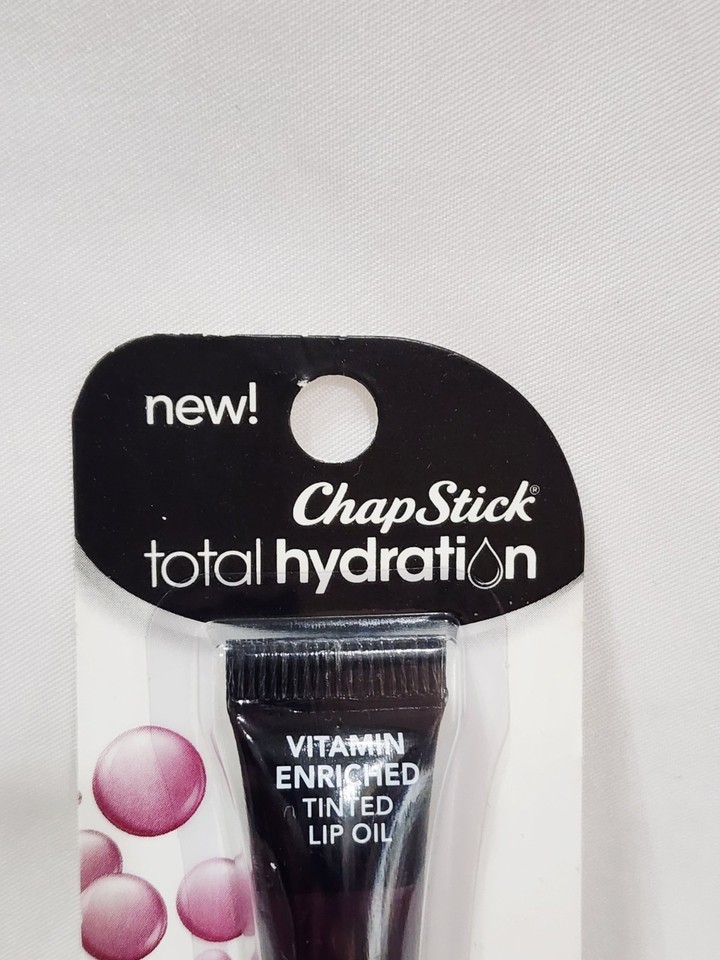 new!
ChapStick®
total hydration
VITAMIN
ENRICHED
TINTED
LIP OIL